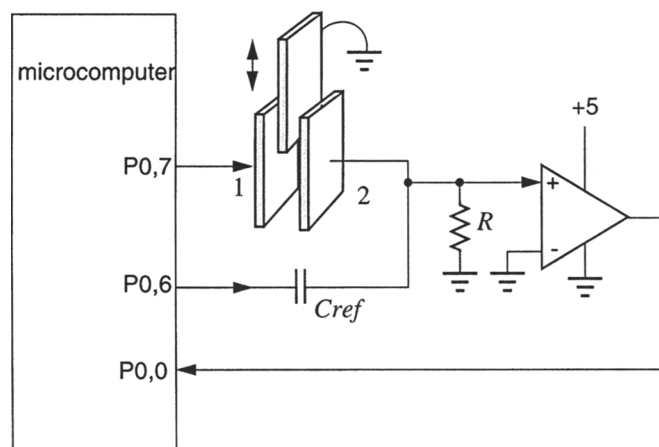 microcomputer
+5
P0,7
1
2
+
-
R
P0,6
Cref
P0,0